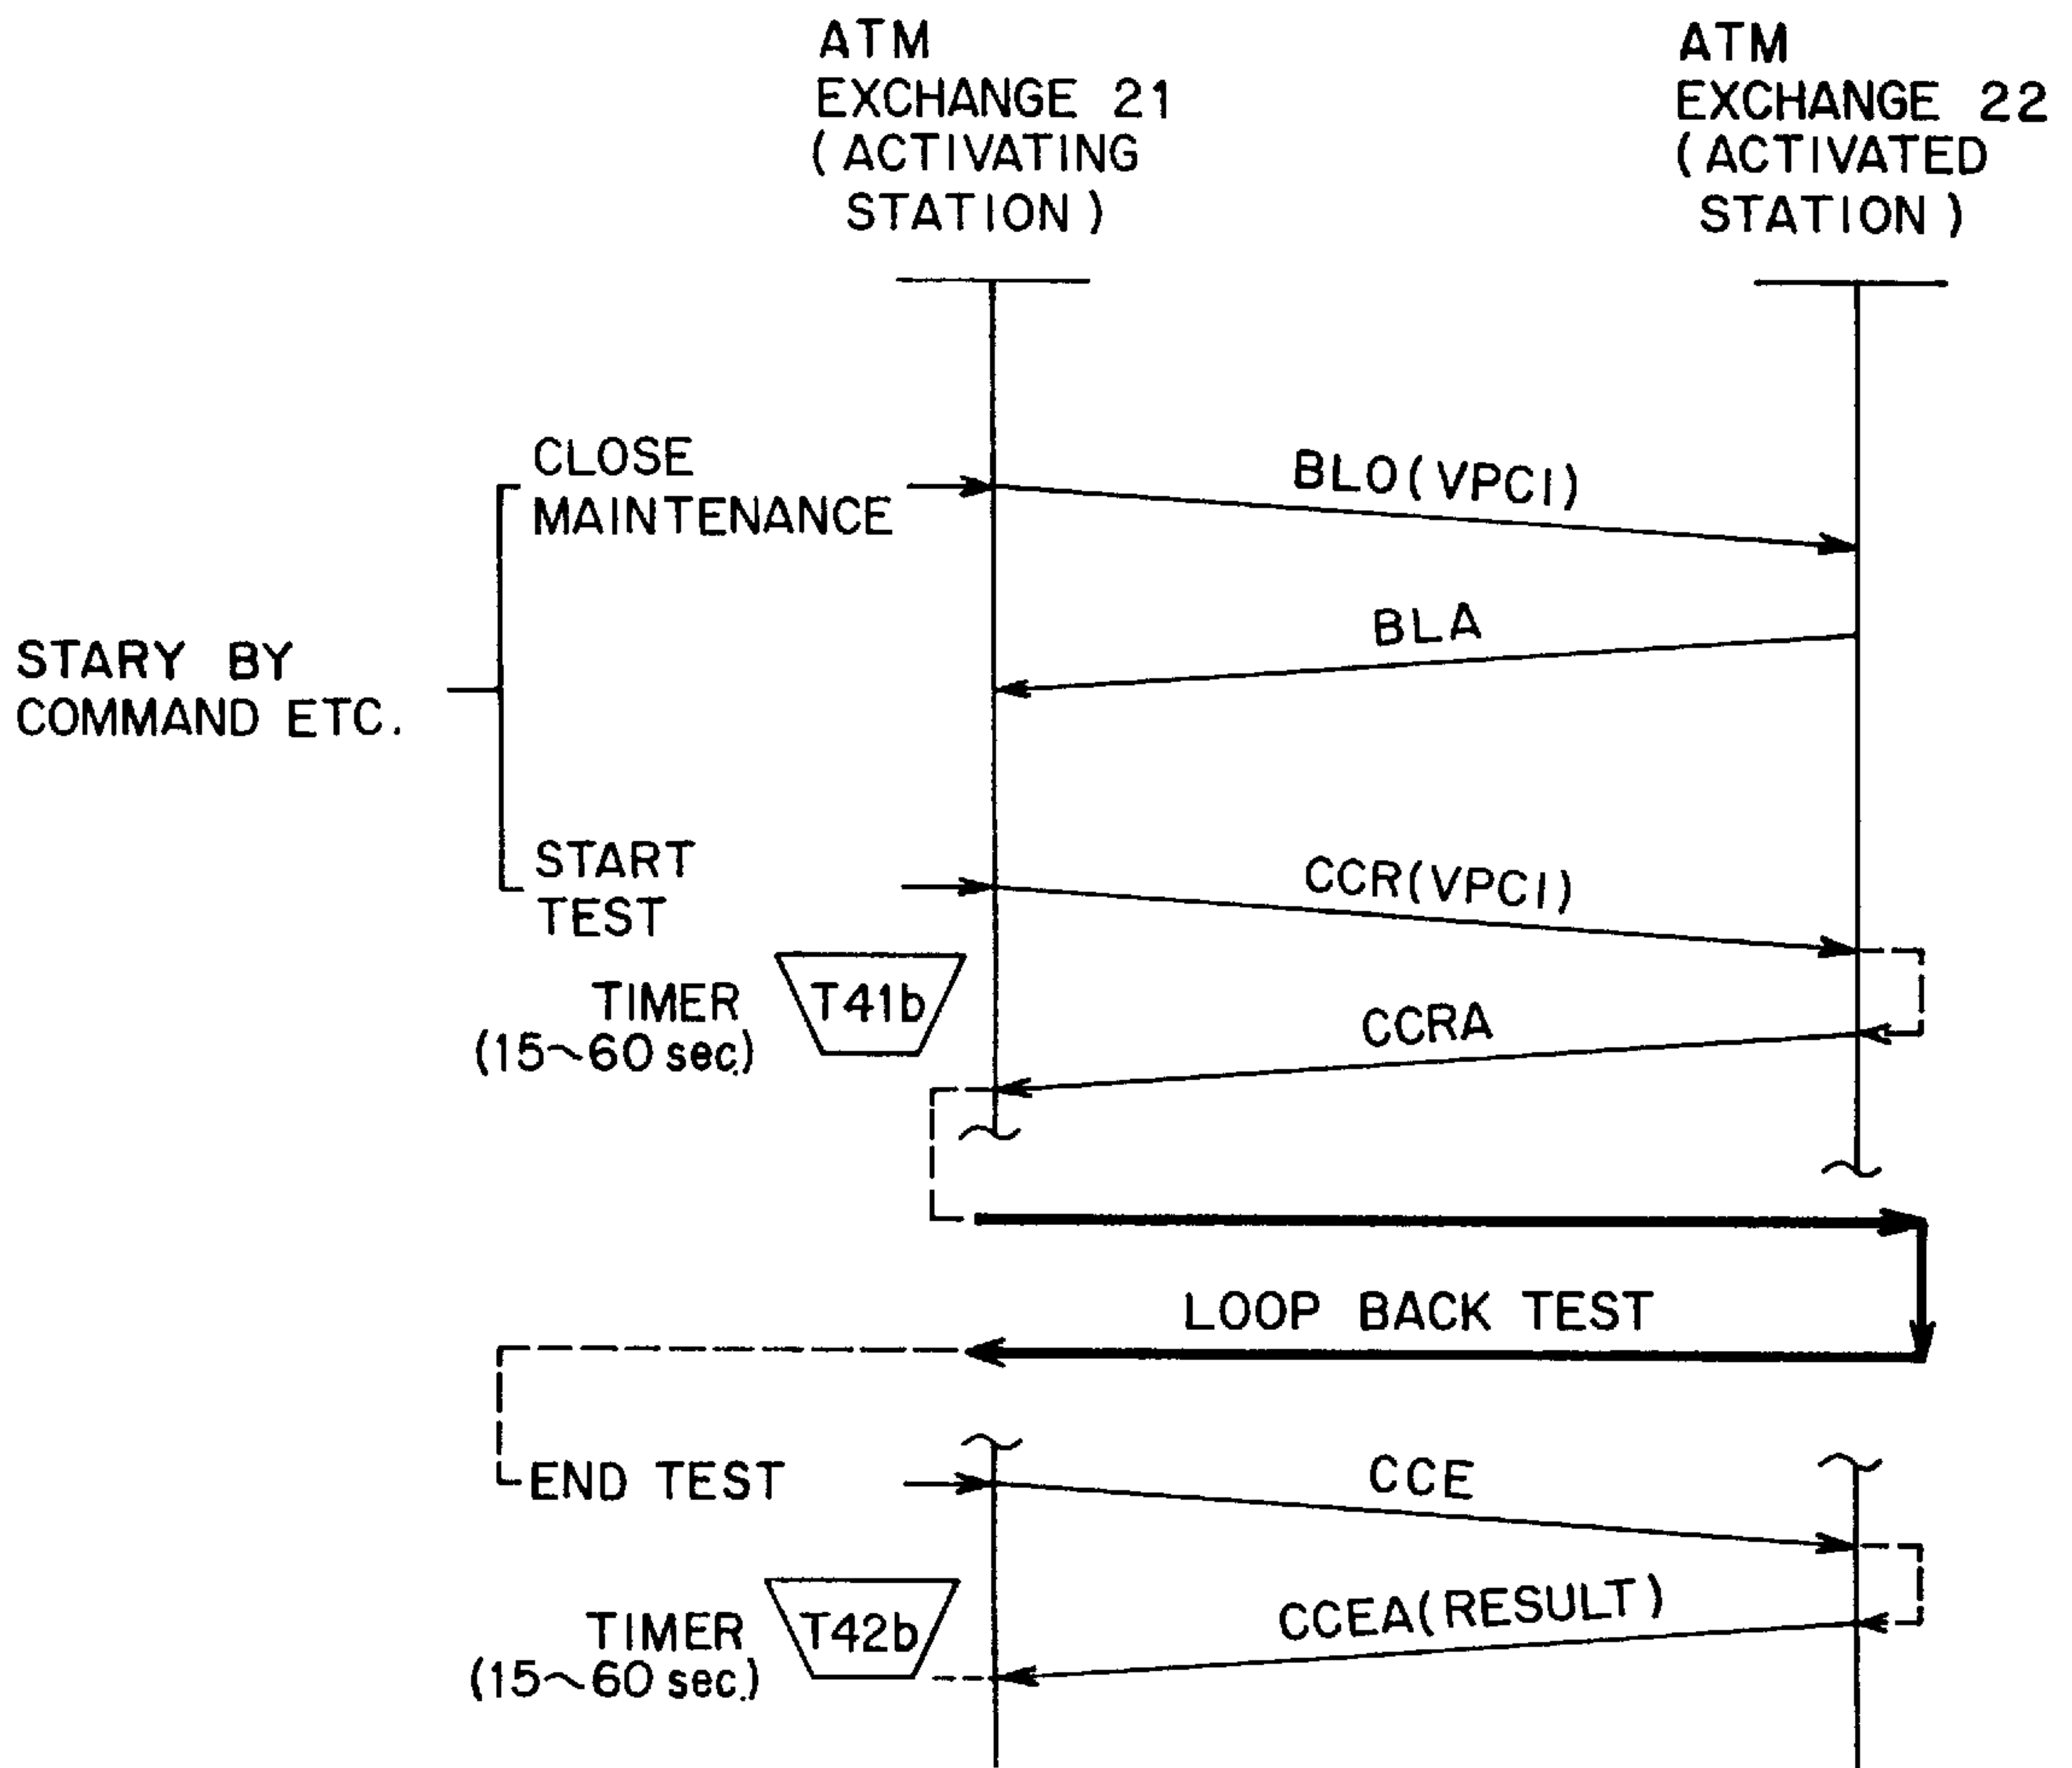 ATM
EXCHANGE 21
(ACTIVATING
STATION)
ATM
EXCHANGE 22
(ACTIVATED
STATION)
CLOSE
MAINTENANCE
BLO(VPCI)
BLA
STARY BY
COMMAND ETC.
START
TEST
CCR(VPCI)
TIMER
(15~60 sec.)
T41b
CCRA
LOOP BACK TEST
END TEST
CCE
TIMER
(15~60 sec.)
T42b
CCEA(RESULT)